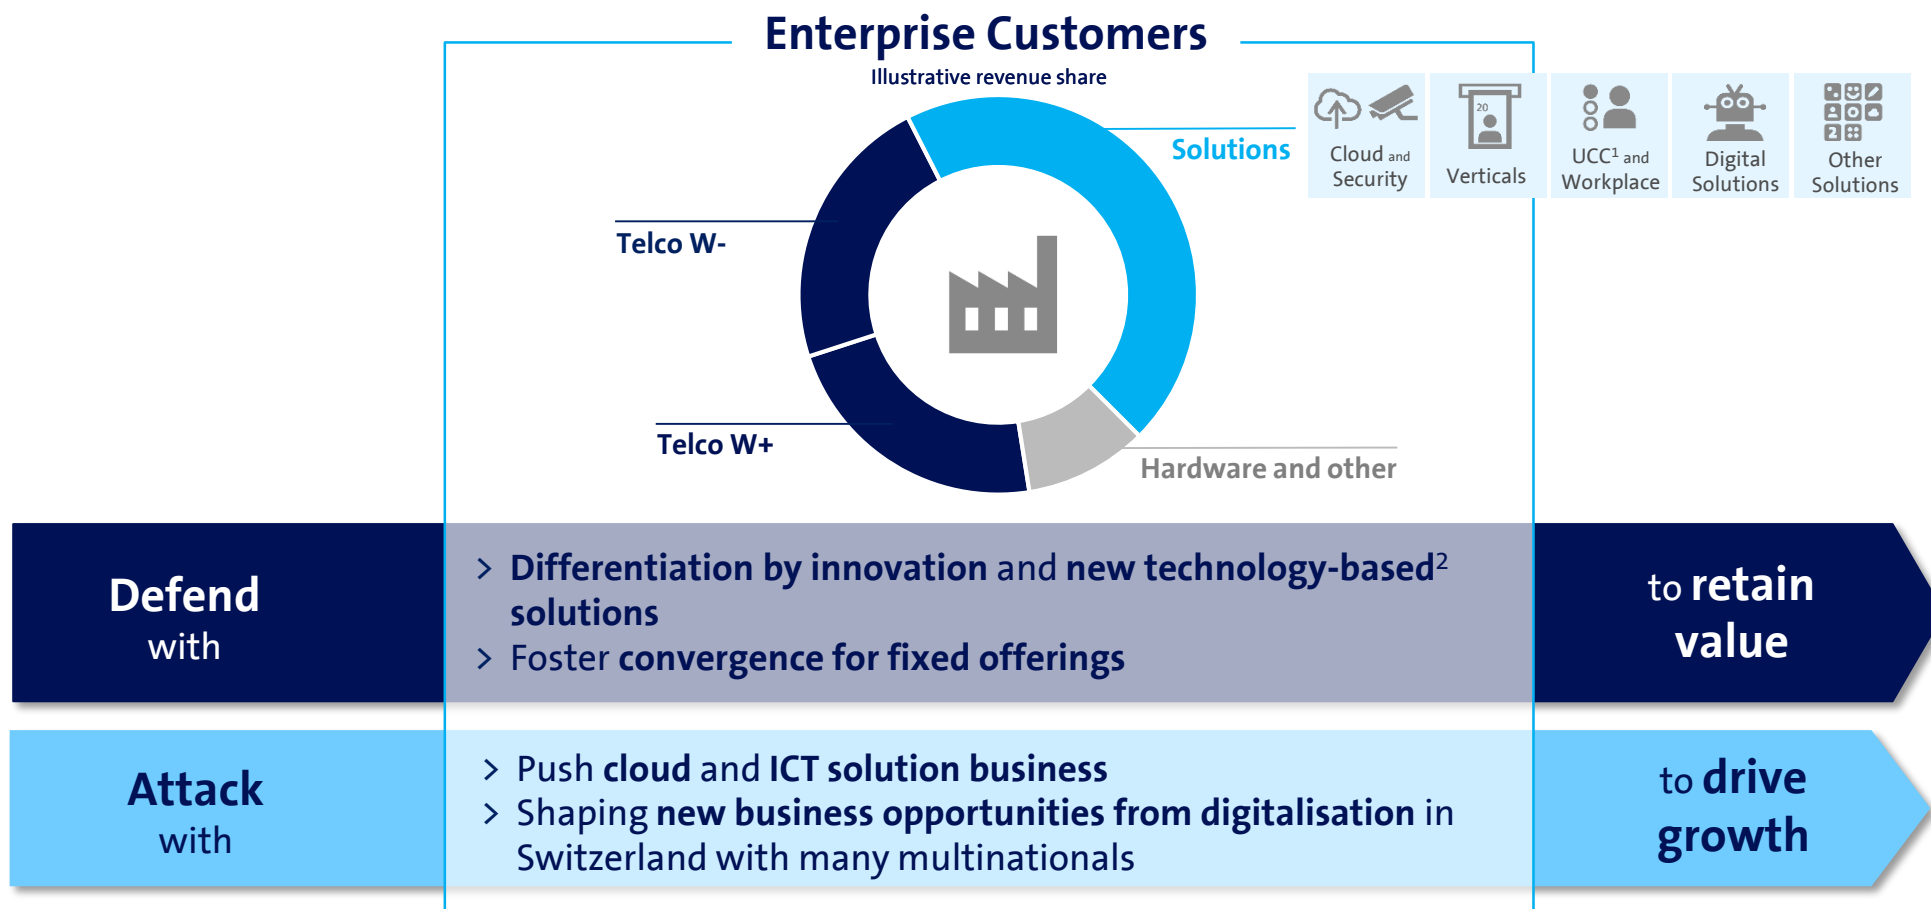 Enterprise Customers
Illustrative revenue share
Solutions
Telco W-
Telco W+
Hardware and other
20
Cloud and
Security
Verticals
UCC¹ and
Workplace
Digital
Solutions
2
Other
Solutions
Defend
with
> Differentiation by innovation and new technology-based²
solutions
> Foster convergence for fixed offerings
to retain
value
Attack
with
> Push cloud and ICT solution business
> Shaping new business opportunities from digitalisation in
Switzerland with many multinationals
to drive
growth